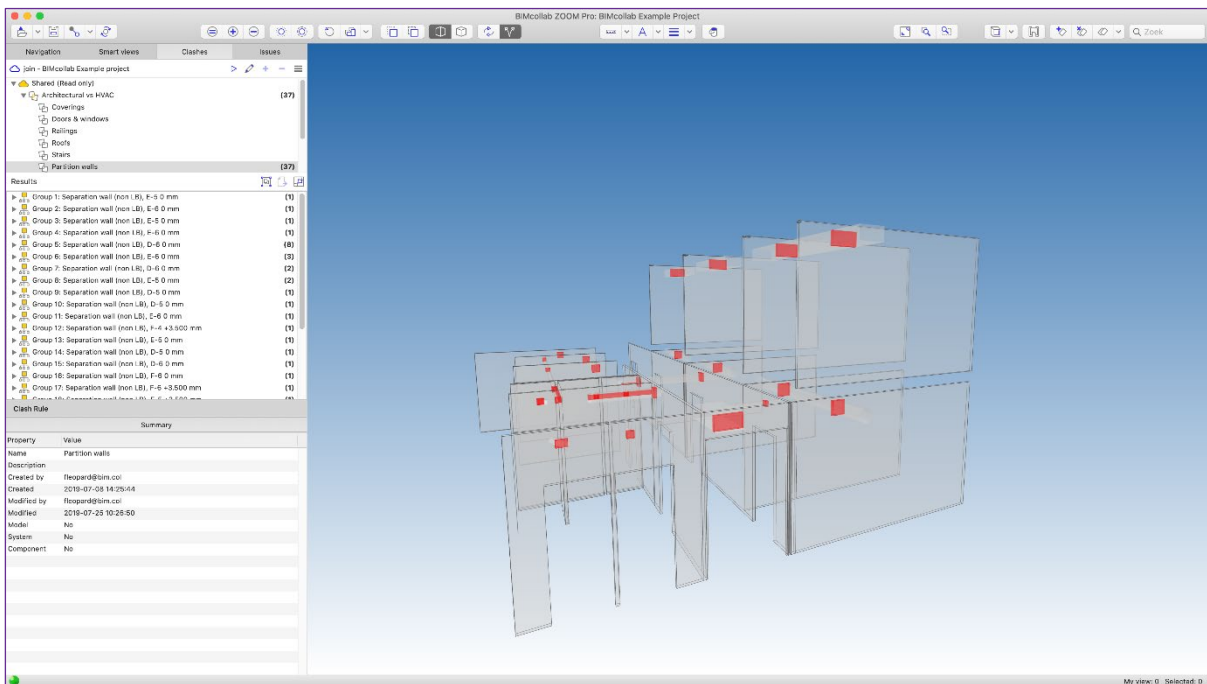 BIMcollab ZOOM Pro: BIMcollab Example Project
A
Zoek
Navigation Smart views Clashes Issues
join - BIMcollab Example project
Shared (Read only)
Architectural vs HVAC (37)
Coverings
Doors & windows
Railings
Roofs
Stairs
Partition walls (37)
Results
Group 1: Separation wall (non LB), E-5 0 mm (1)
Group 2: Separation wall (non LB), E-6 0 mm (1)
Group 3: Separation wall (non LB), E-5 0 mm (1)
Group 4: Separation wall (non LB), E-6 0 mm (1)
Group 5: Separation wall (non LB), D-6 0 mm (8)
Group 6: Separation wall (non LB), E-6 0 mm (3)
Group 7: Separation wall (non LB), D-6 0 mm (2)
Group 8: Separation wall (non LB), E-5 0 mm (2)
Group 9: Separation wall (non LB), D-5 0 mm (1)
Group 10: Separation wall (non LB), D-5 0 mm (1)
Group 11: Separation wall (non LB), E-6 0 mm (1)
Group 12: Separation wall (non LB), F-4 +3.500 mm (1)
Group 13: Separation wall (non LB), E-5 0 mm (1)
Group 14: Separation wall (non LB), D-5 0 mm (1)
Group 15: Separation wall (non LB), D-6 0 mm (1)
Group 16: Separation wall (non LB), F-6 0 mm (1)
Group 17: Separation wall (non LB), F-6 +3.500 mm (1)
Clash Rule
Summary
Property Value
Name Partition walls
Description
Created by fleopard@bim.col
Created 2019-07-08 14:25:44
Modified by fleopard@bim.col
Modified 2019-07-25 10:26:50
Model No
System No
Component No
My view: 0 Selected: 0